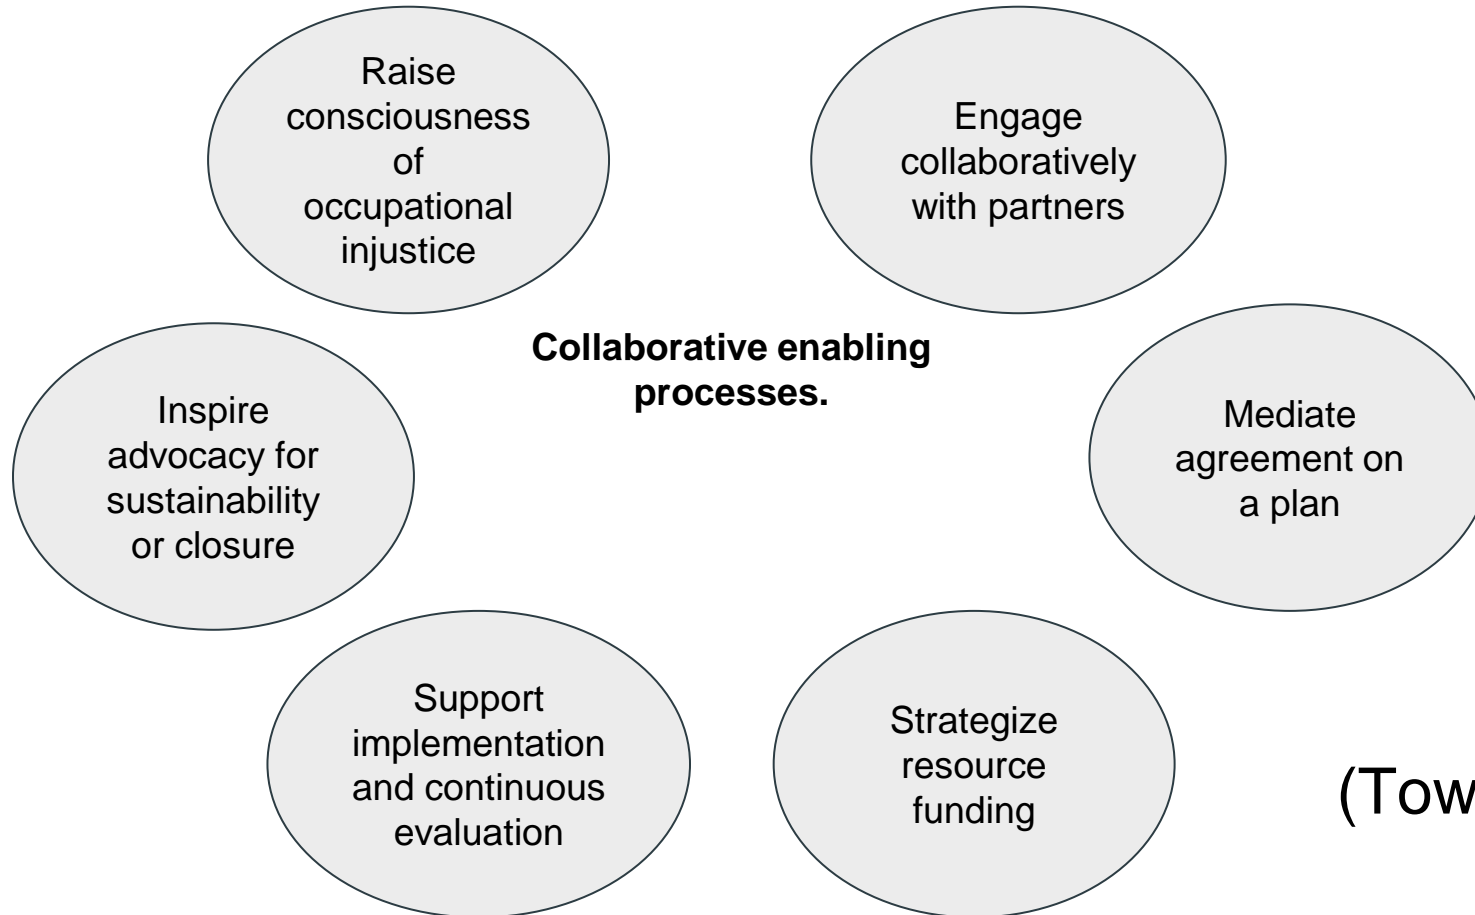 Raise
consciousness
of
occupational
injustice
Engage
collaboratively
with partners
Collaborative enabling
processes.
Inspire
advocacy for
sustainability
or closure
Mediate
agreement on
a plan
Support
implementation
and continuous
evaluation
Strategize
resource
funding
(Tow